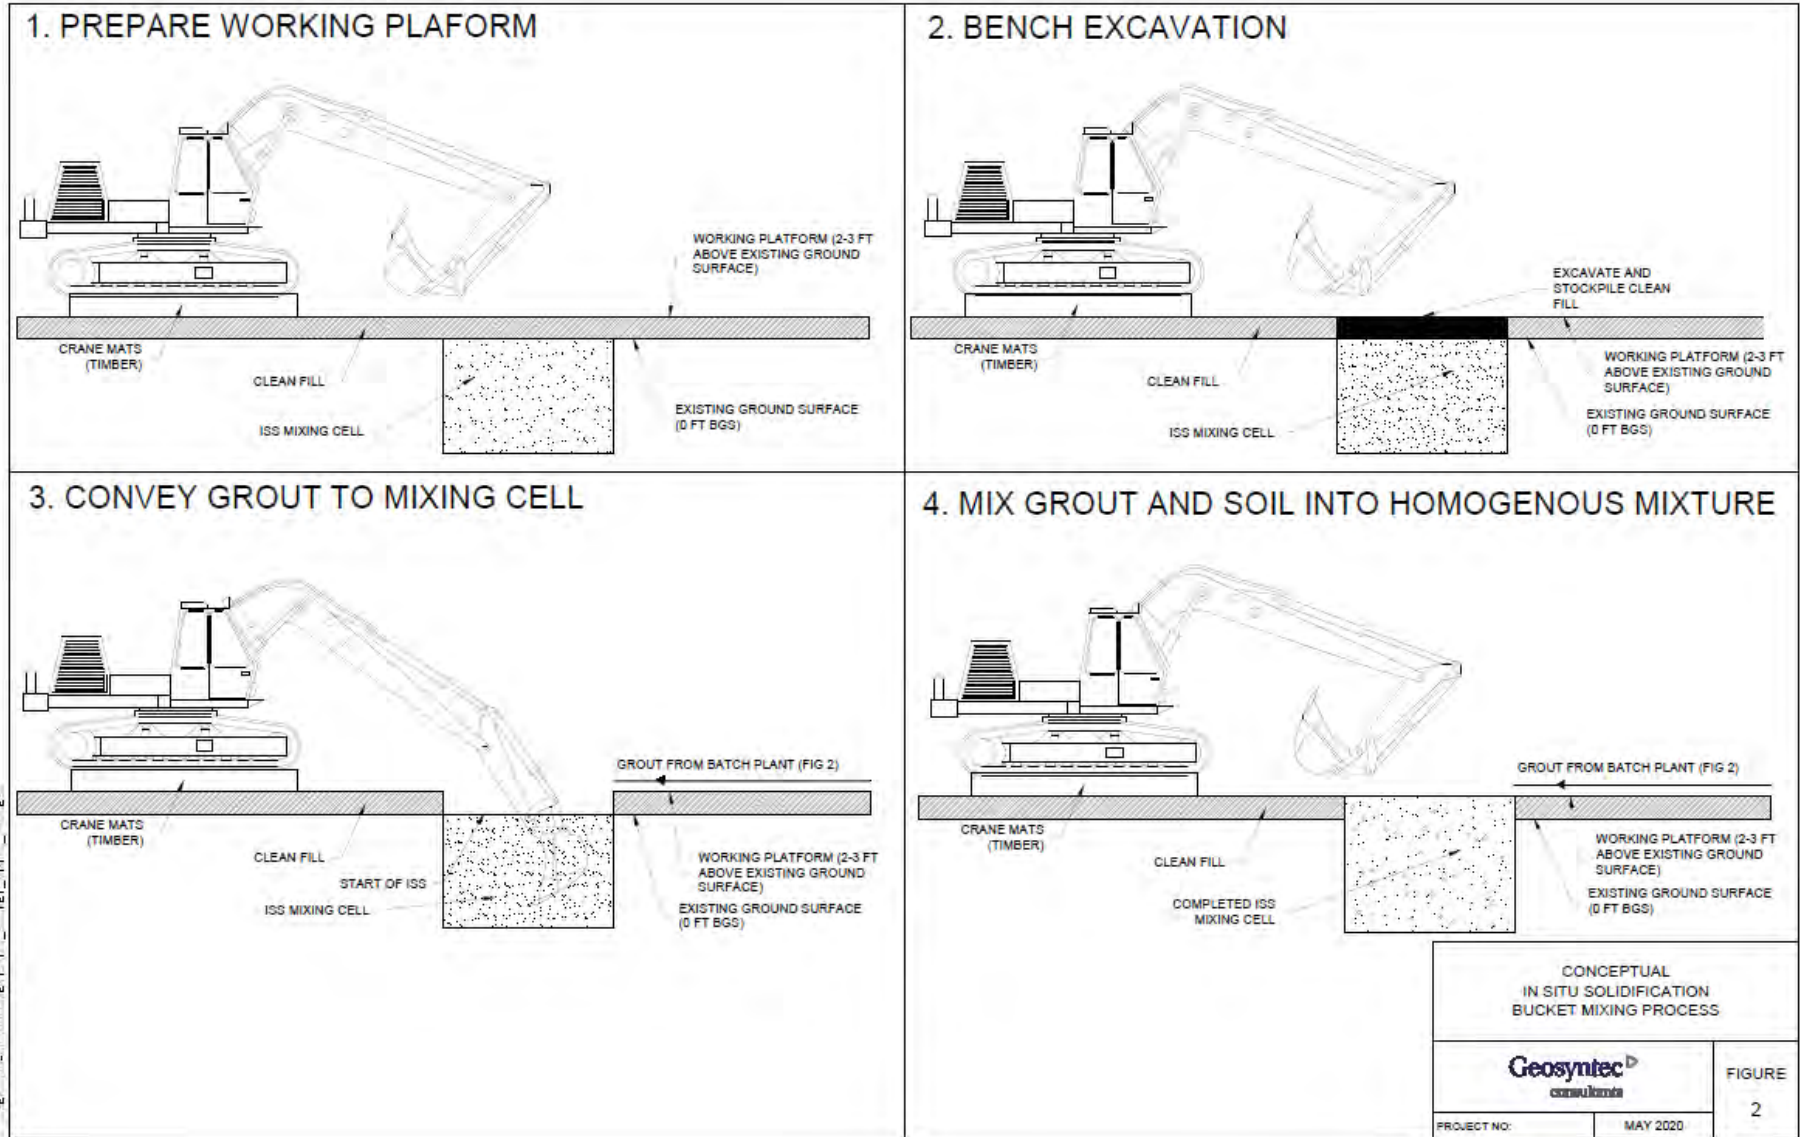 1. PREPARE WORKING PLAFORM
WORKING PLATFORM (2-3 FT
ABOVE EXISTING GROUND
SURFACE)
CRANE MATS
(TIMBER)
CLEAN FILL
ISS MIXING CELL
EXISTING GROUND SURFACE
(0 FT BGS)
2. BENCH EXCAVATION
EXCAVATE AND
STOCKPILE CLEAN
FILL
CRANE MATS
(TIMBER)
CLEAN FILL
ISS MIXING CELL
WORKING PLATFORM (2-3 FT
ABOVE EXISTING GROUND
SURFACE)
EXISTING GROUND SURFACE
(0 FT BGS)
3. CONVEY GROUT TO MIXING CELL
GROUT FROM BATCH PLANT (FIG 2)
CRANE MATS
(TIMBER)
CLEAN FILL
START OF ISS
ISS MIXING CELL
WORKING PLATFORM (2-3 FT
ABOVE EXISTING GROUND
SURFACE)
EXISTING GROUND SURFACE
(0 FT BGS)
4. MIX GROUT AND SOIL INTO HOMOGENOUS MIXTURE
GROUT FROM BATCH PLANT (FIG 2)
CRANE MATS
(TIMBER)
CLEAN FILL
COMPLETED ISS
MIXING CELL
WORKING PLATFORM (2-3 FT
ABOVE EXISTING GROUND
SURFACE)
EXISTING GROUND SURFACE
(0 FT BGS)
CONCEPTUAL
IN SITU SOLIDIFICATION
BUCKET MIXING PROCESS
Geosyntec
consultants
FIGURE
2
PROJECT NO:
MAY 2020